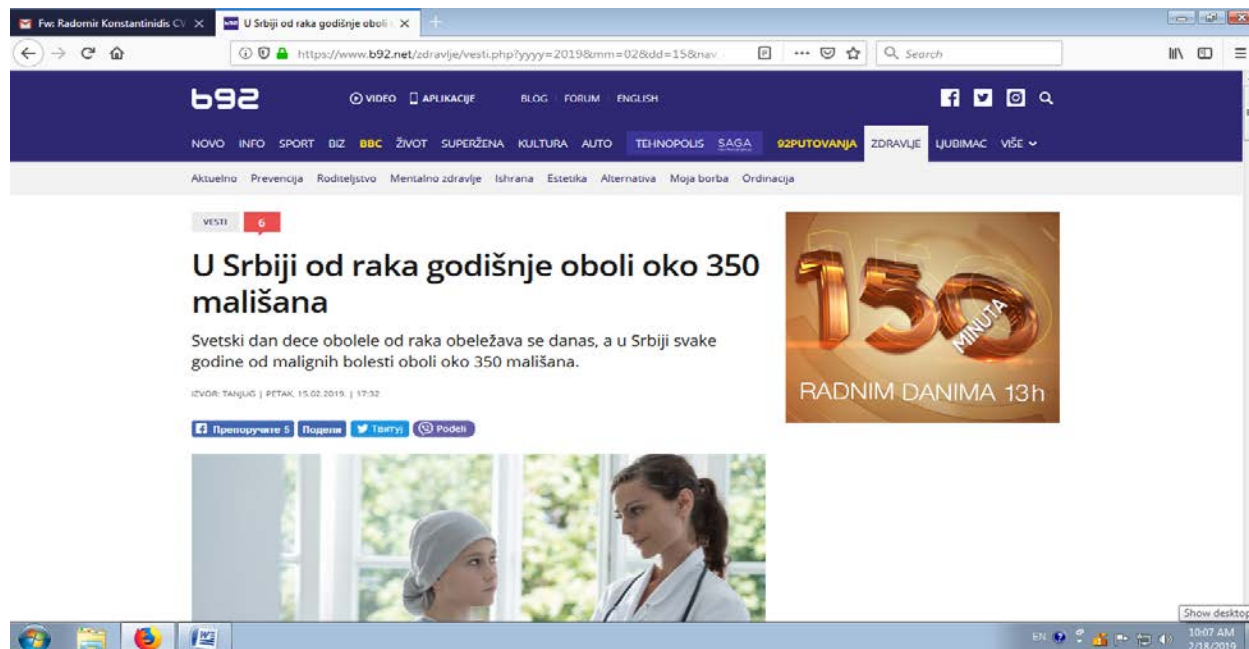 Fw: Radomir Konstantinidis CV
U Srbiji od raka godišnje oboli
https://www.b92.net/zdravlje/vesti.php?yyyy=2019&mm=02&dd=15&nav
Search
b92 VIDEO APLIKACIJE BLOG FORUM ENGLISH
NOVO INFO SPORT BIZ BBC ŽIVOT SUPERŽENA KULTURA AUTO TEHNOPOLIS SAGA 92PUTOVANJA ZDRAVLJE LJUBIMAC VIŠE
Aktuelno Prevencija Roditeljstvo Mentalno zdravlje Ishrana Estetika Alternativa Moja borba Ordinacija
VESTI 6
U Srbiji od raka godišnje oboli oko 350
mališana
Svetski dan dece obolele od raka obeležava se danas, a u Srbiji svake
godine od malignih bolesti oboli oko 350 mališana.
IZVOR: TANJUG | PETAK, 15.02.2019. | 17:32
Препоручите 5 Подели Твитуј Podeli
150
MINUTA
RADNIM DANIMA 13h
Show desktop
EN
10:07 AM
2/18/2019